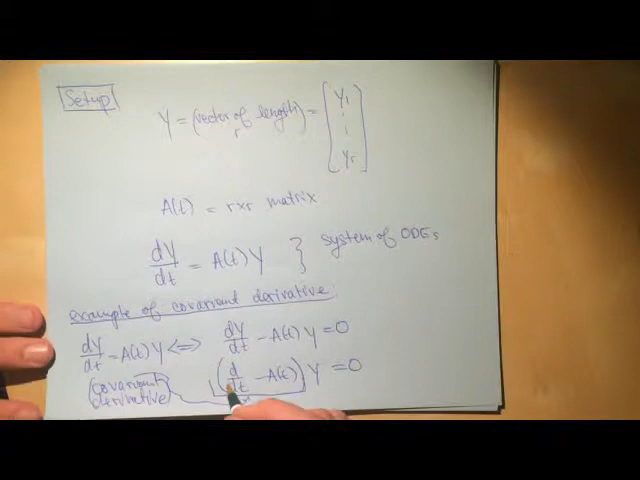 Setup
Y = (vector of length r) = [Y1 ⋮ Yr]
A(t) = r×r matrix
dY/dt = A(t) Y } system of ODEs
example of covariant derivative:
dY/dt = A(t) Y <=> dY/dt - A(t) Y = 0
(d/dt - A(t)) Y = 0
(covariant
derivative)